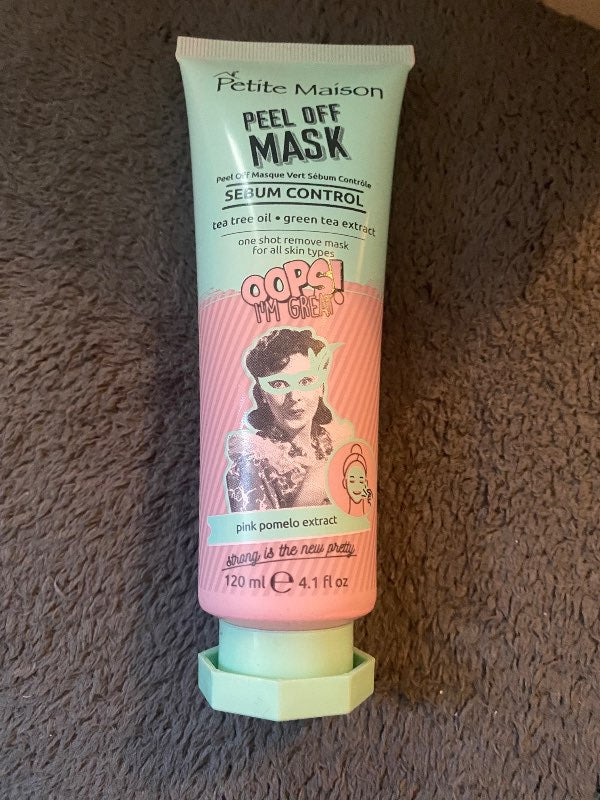 Petite Maison
PEEL OFF
MASK
Peel Off Masque Vert Sébum Contrôle
SEBUM CONTROL
tea tree oil • green tea extract
one shot remove mask
for all skin types
OOPS!
I'M GREAT
pink pomelo extract
strong is the new pretty
120 ml ℮ 4.1 fl oz